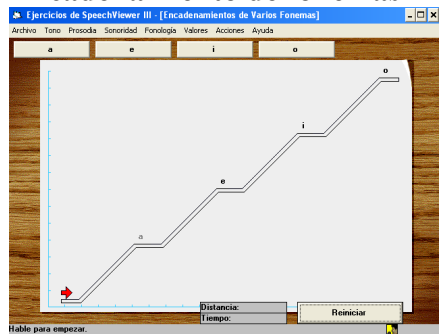 Ejercicios de SpeechViewer III - [Encadenamientos de Varios Fonemas]
Archivo Tono Prosodia Sonoridad Fonología Valores Acciones Ayuda
a e i o
o
i
e
a
Distancia:
Tiempo:
Reiniciar
Hable para empezar.